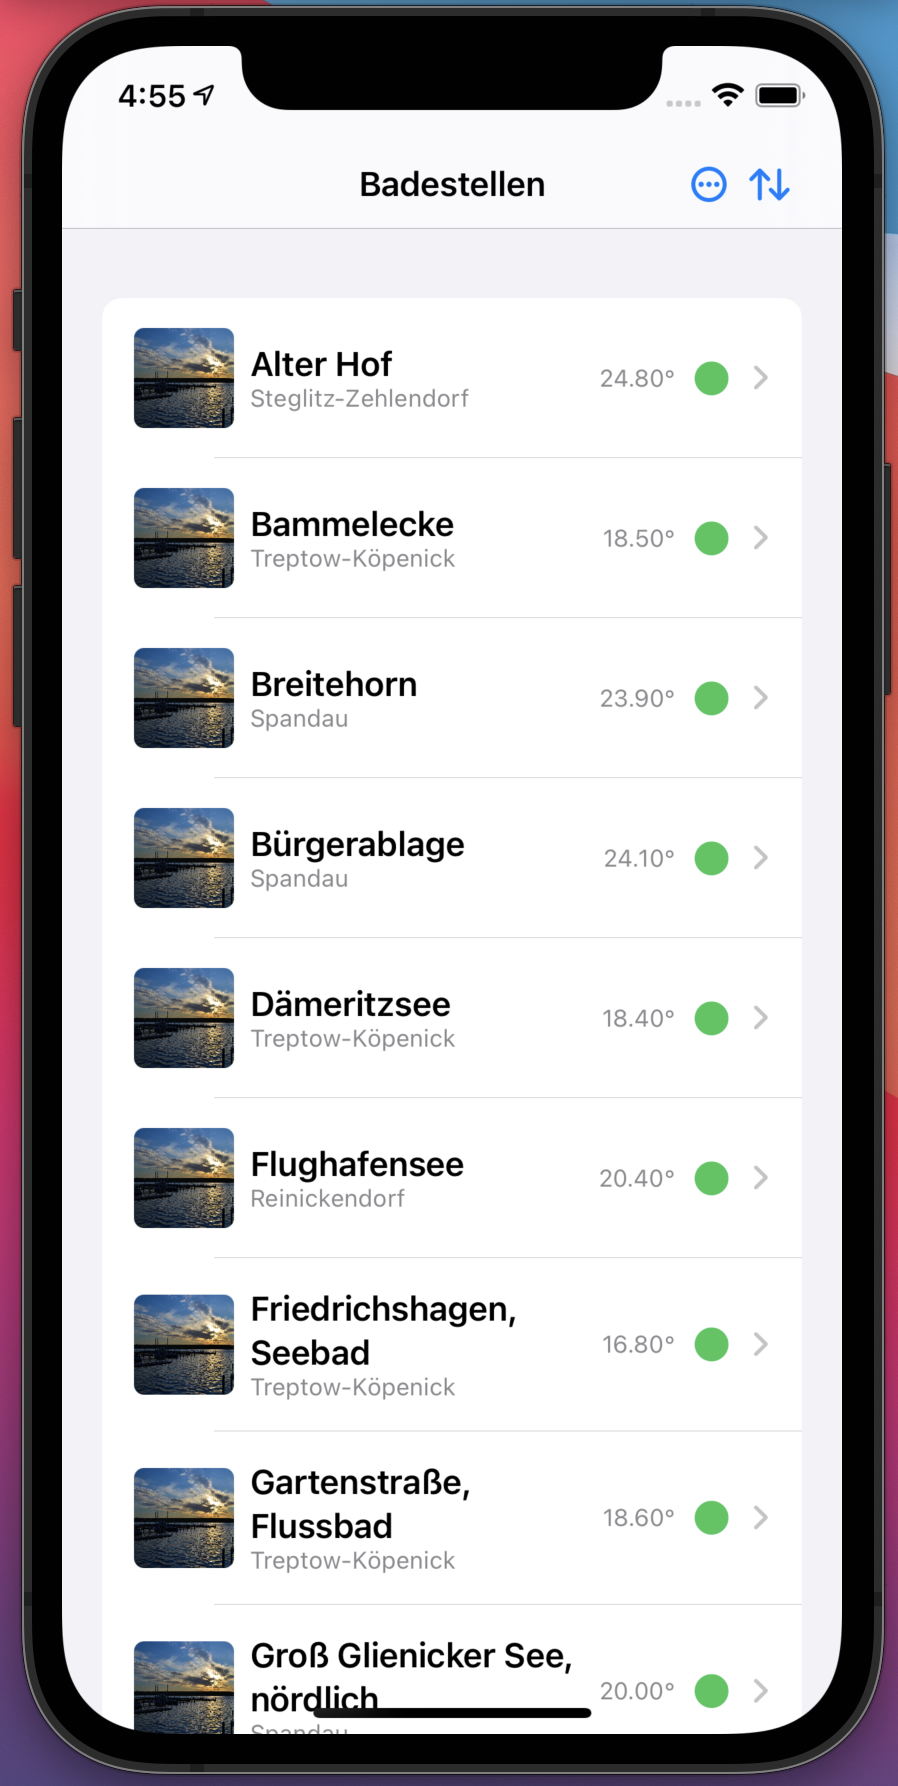 4:55
Badestellen
Alter Hof
Steglitz-Zehlendorf
24.80°
Bammelecke
Treptow-Köpenick
18.50°
Breitehorn
Spandau
23.90°
Bürgerablage
Spandau
24.10°
Dämeritzsee
Treptow-Köpenick
18.40°
Flughafensee
Reinickendorf
20.40°
Friedrichshagen,
Seebad
Treptow-Köpenick
16.80°
Gartenstraße,
Flussbad
Treptow-Köpenick
18.60°
Groß Glienicker See,
nördlich
Spandau
20.00°